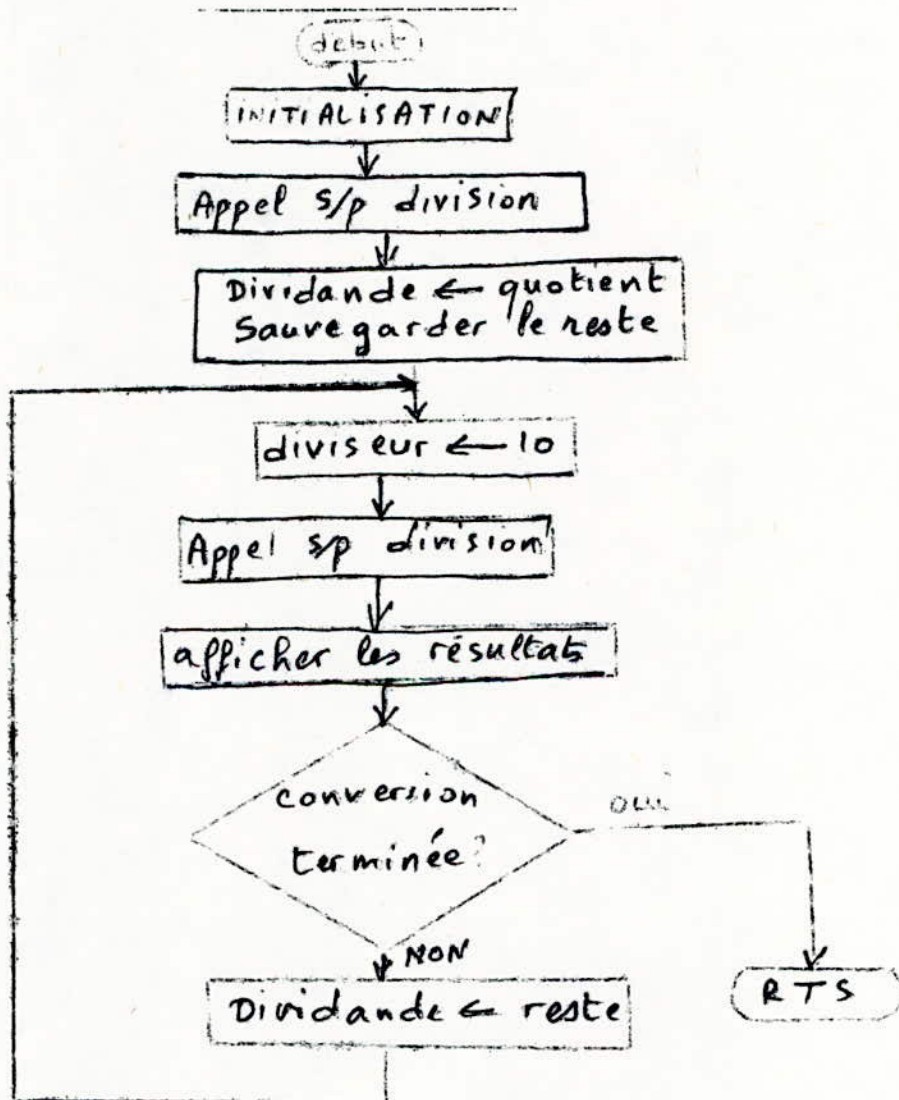 début
INITIALISATION
Appel s/p division
Dividande ← quotient
Sauvegarder le reste
diviseur ← 10
Appel s/p division
afficher les résultats
conversion
terminée?
oui
NON
Dividande ← reste
RTS